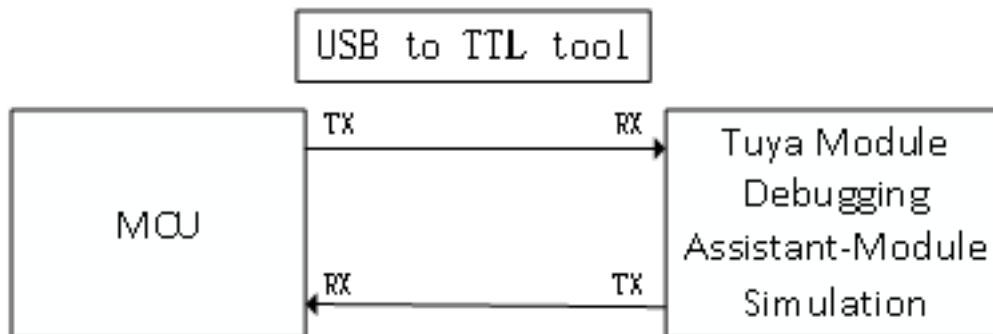 USB to TTL tool
TX RX
MCU
Tuya Module
Debugging
Assistant-Module
Simulation
RX TX